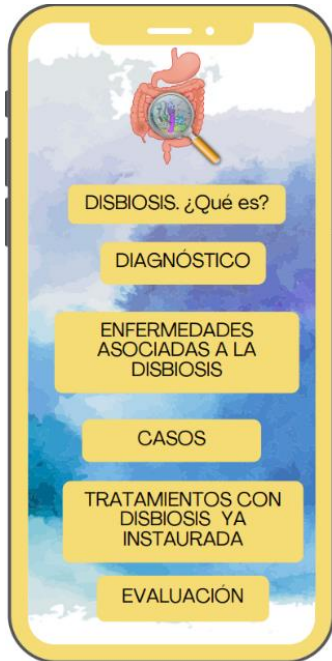 DISBIOSIS. ¿Qué es?
DIAGNÓSTICO
ENFERMEDADES
ASOCIADAS A LA
DISBIOSIS
CASOS
TRATAMIENTOS CON
DISBIOSIS YA
INSTAURADA
EVALUACIÓN